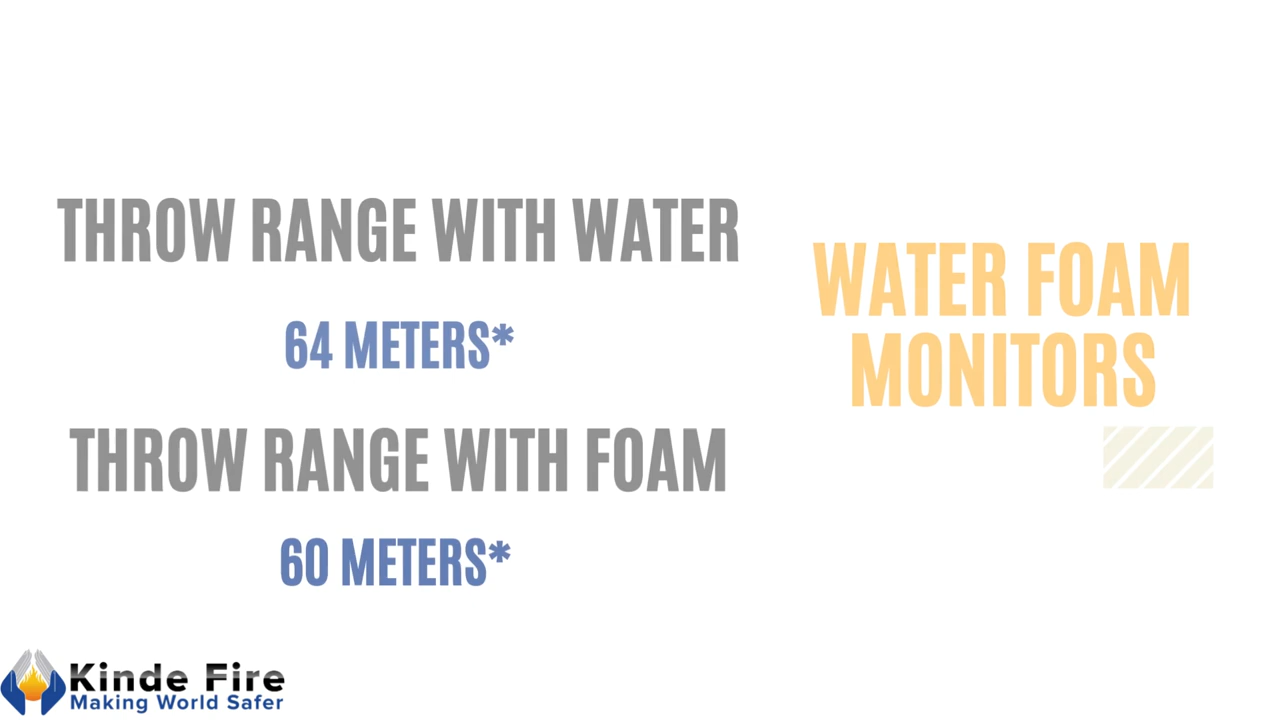 THROW RANGE WITH WATER
64 METERS*
THROW RANGE WITH FOAM
60 METERS*
WATER FOAM
MONITORS
Kinde Fire
Making World Safer